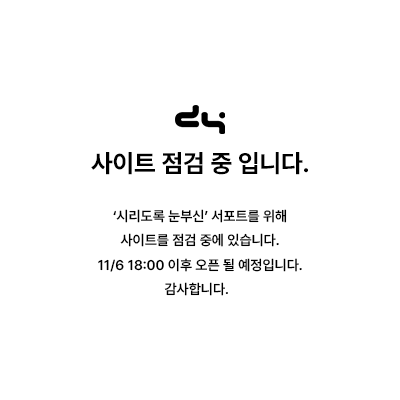 사이트 점검 중 입니다.
‘시리도록 눈부신’ 서포트를 위해
사이트를 점검 중에 있습니다.
11/6 18:00 이후 오픈 될 예정입니다.
감사합니다.